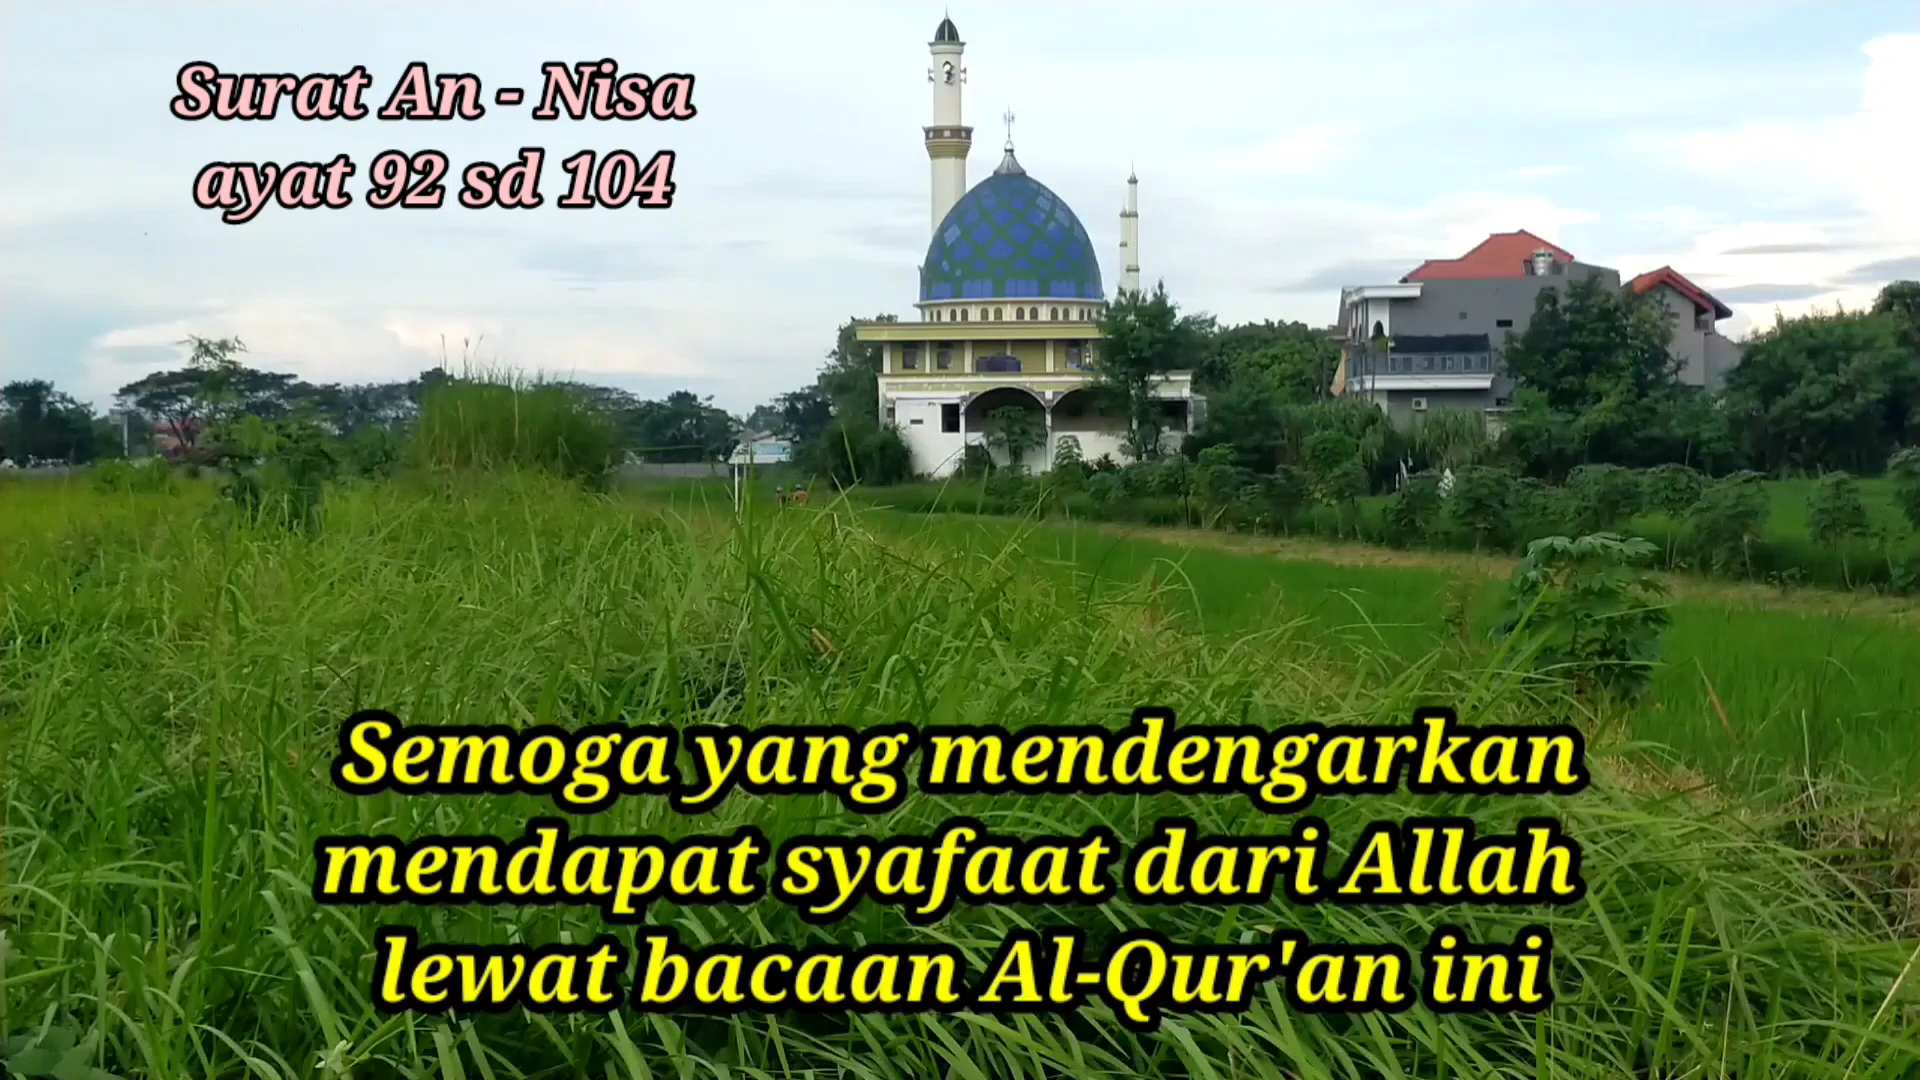 Surat An - Nisa
ayat 92 sd 104
Semoga yang mendengarkan
mendapat syafaat dari Allah
lewat bacaan Al-Qur'an ini